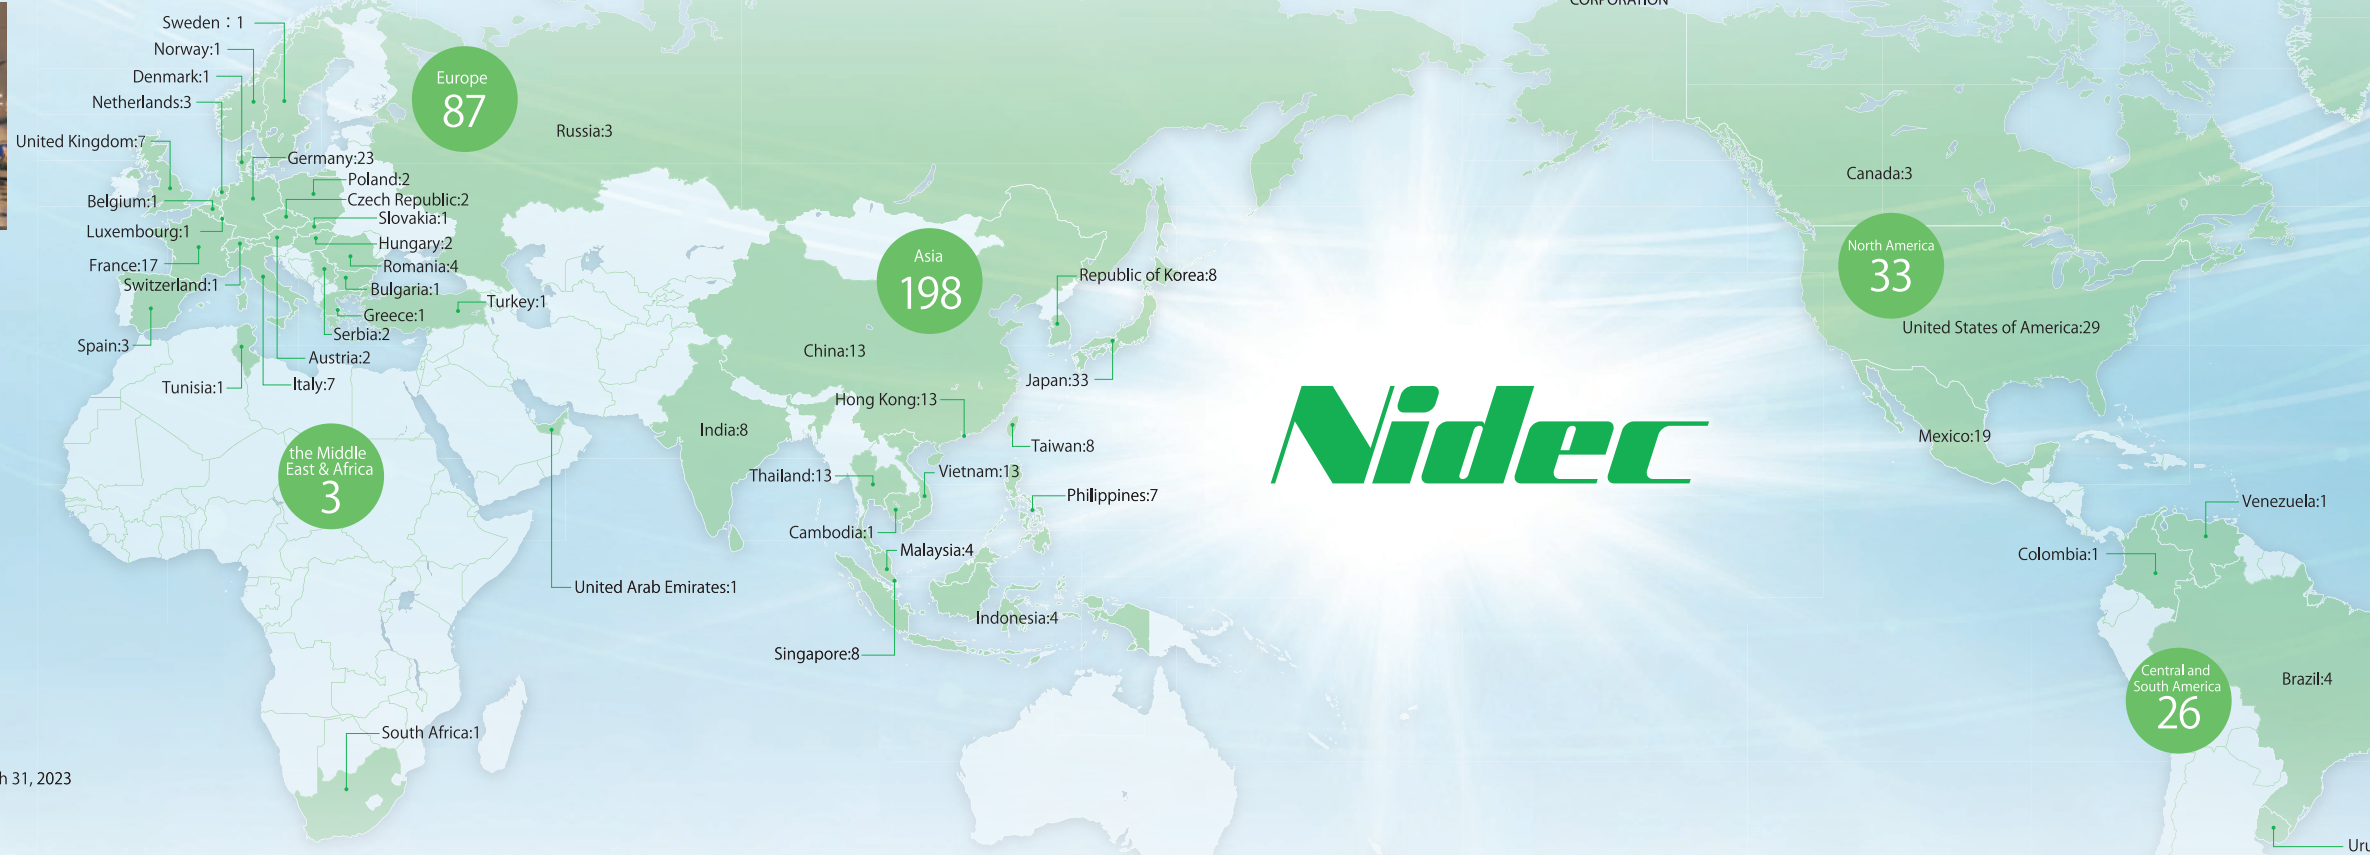 CORPORATION
Sweden：1
Norway:1
Denmark:1
Netherlands:3
United Kingdom:7
Belgium:1
Luxembourg:1
France:17
Switzerland:1
Spain:3
Tunisia:1
Germany:23
Poland:2
Czech Republic:2
Slovakia:1
Hungary:2
Romania:4
Bulgaria:1
Turkey:1
Greece:1
Serbia:2
Austria:2
Italy:7
Europe
87
Russia:3
the Middle
East & Africa
3
United Arab Emirates:1
South Africa:1
Asia
198
Republic of Korea:8
China:13
Japan:33
Hong Kong:13
India:8
Taiwan:8
Thailand:13
Vietnam:13
Philippines:7
Cambodia:1
Malaysia:4
Indonesia:4
Singapore:8
Nidec
Canada:3
North America
33
United States of America:29
Mexico:19
Venezuela:1
Colombia:1
Central and
South America
26
Brazil:4
31, 2023